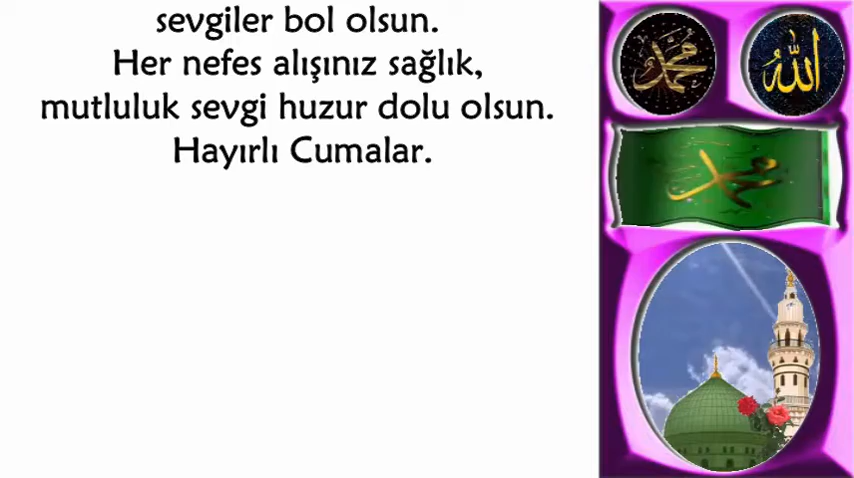 sevgiler bol olsun.
Her nefes alışınız sağlık,
mutluluk sevgi huzur dolu olsun.
Hayırlı Cumalar.
محمد
الله
محمد